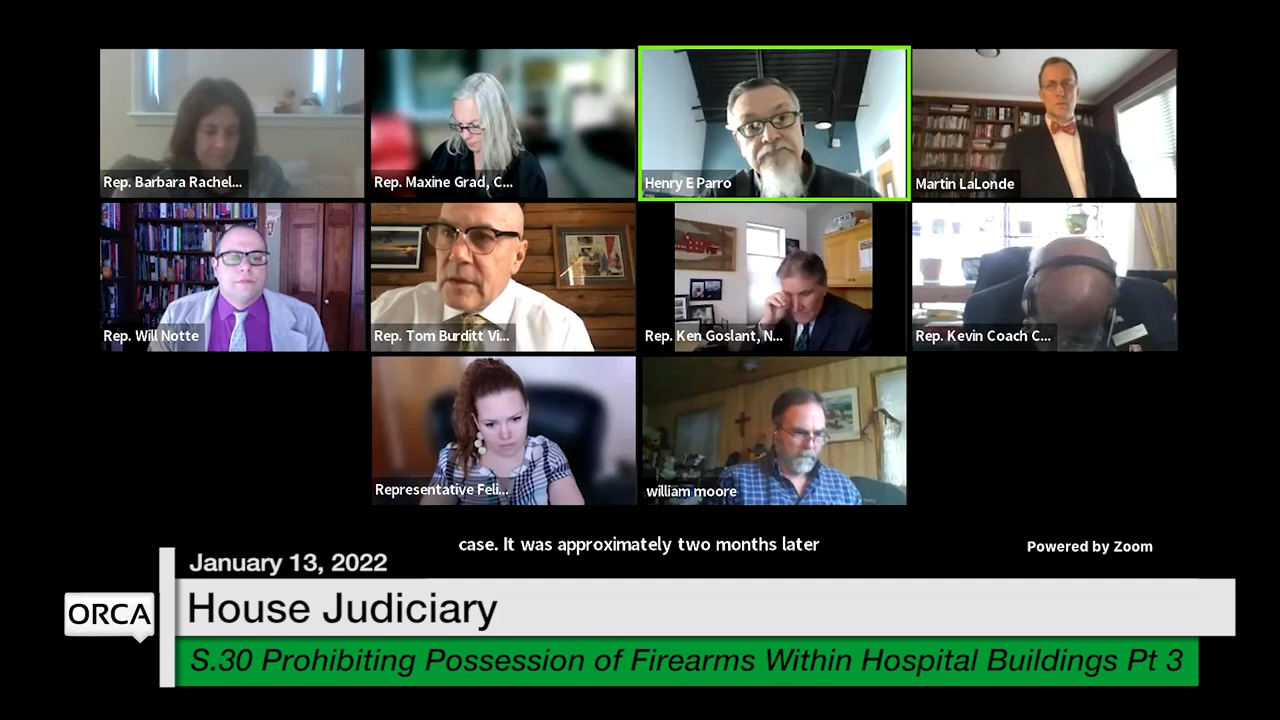 Rep. Barbara Rachel...
Rep. Maxine Grad, C...
Henry E Parro
Martin LaLonde
Rep. Will Notte
Rep. Tom Burditt Vi...
Rep. Ken Goslant, N...
Rep. Kevin Coach C...
Representative Feli...
william moore
case. It was approximately two months later
Powered by Zoom
January 13, 2022
ORCA
House Judiciary
S.30 Prohibiting Possession of Firearms Within Hospital Buildings Pt 3